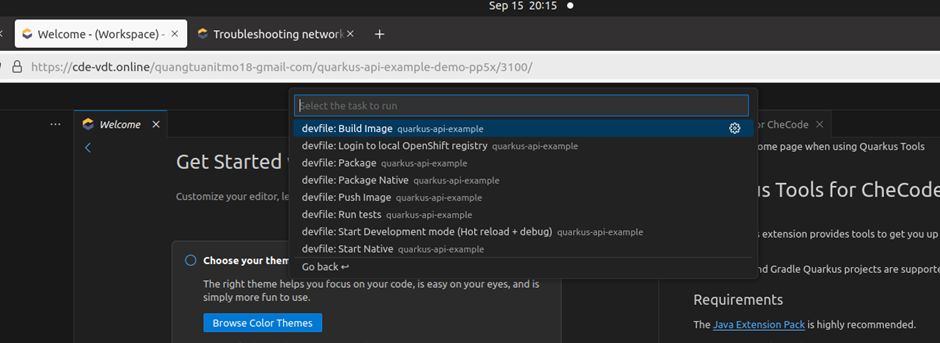 Sep 15 20:15
Welcome - (Workspace) -
Troubleshooting network
https://cde-vdt.online/quangtuanitmo18-gmail-com/quarkus-api-example-demo-pp5x/3100/
Select the task to run
Welcome
devfile: Build Image quarkus-api-example
devfile: Login to local OpenShift registry quarkus-api-example
devfile: Package quarkus-api-example
devfile: Package Native quarkus-api-example
devfile: Push Image quarkus-api-example
devfile: Run tests quarkus-api-example
devfile: Start Development mode (Hot reload + debug) quarkus-api-example
devfile: Start Native quarkus-api-example
Go back ↩
Get Started
Customize your editor, le
Choose your them
The right theme helps you focus on your code, is easy on your eyes, and is
simply more fun to use.
Browse Color Themes
or CheCode
ome page when using Quarkus Tools
us Tools for CheCode
s extension provides tools to get you up
nd Gradle Quarkus projects are supporte
Requirements
The Java Extension Pack is highly recommended.